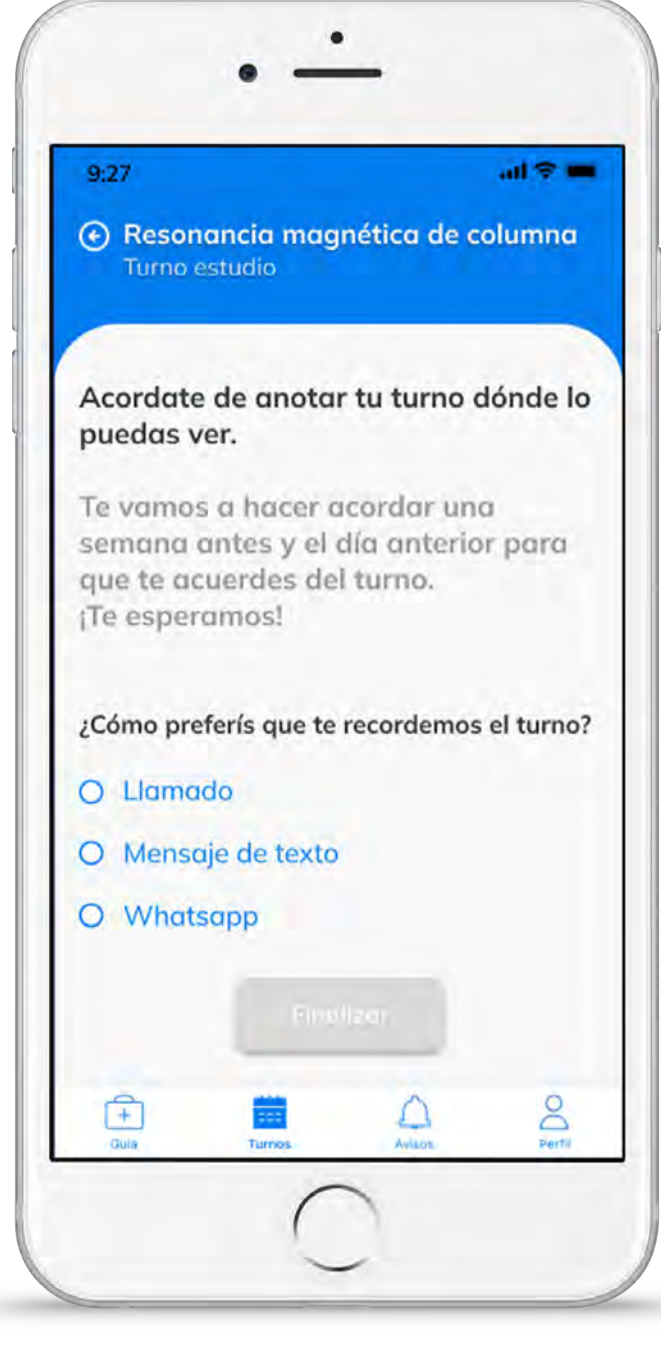 9:27
Resonancia magnética de columna
Turno estudio
Acordate de anotar tu turno dónde lo
puedas ver.
Te vamos a hacer acordar una
semana antes y el día anterior para
que te acuerdes del turno.
¡Te esperamos!
¿Cómo preferís que te recordemos el turno?
Llamado
Mensaje de texto
Whatsapp
Finalizar
Guía
Turnos
Avisos
Perfil